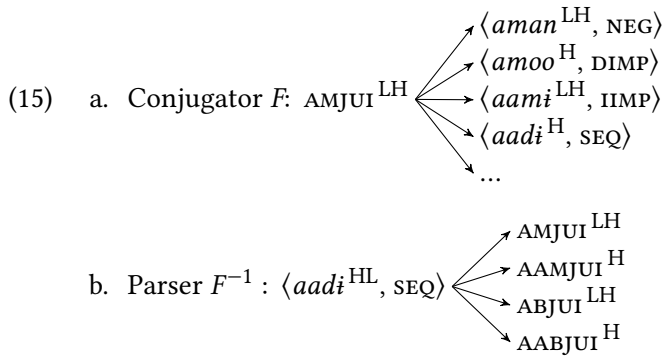 ⟨aman^LH, NEG⟩
⟨amoo^H, DIMP⟩
(15) a. Conjugator F: AMJUI^LH ⟨aamɨ^LH, IIMP⟩
⟨aadɨ^H, SEQ⟩
...
AMJUI^LH
AAMJUI^H
b. Parser F^−1 : ⟨aadɨ^HL, SEQ⟩ ABJUI^LH
AABJUI^H